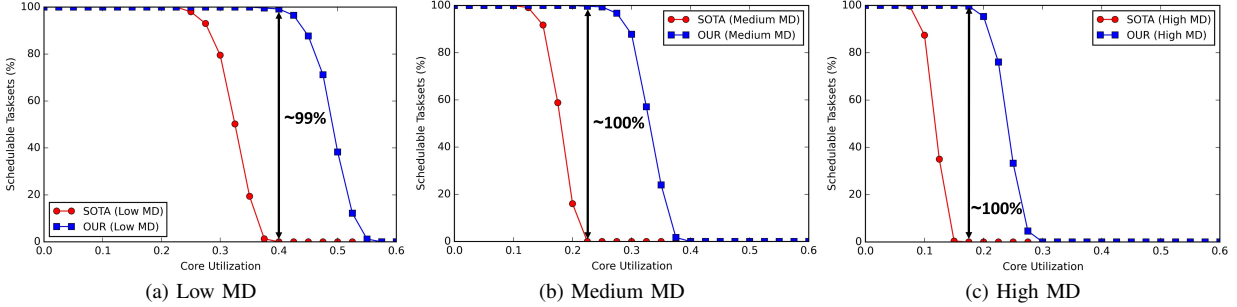 100
80
60
40
20
0
Schedulable Tasksets (%)
~99%
SOTA (Low MD)
OUR (Low MD)
0.0 0.1 0.2 0.3 0.4 0.5 0.6
Core Utilization
(a) Low MD
100
80
60
40
20
0
Schedulable Tasksets (%)
SOTA (Medium MD)
OUR (Medium MD)
~100%
0.0 0.1 0.2 0.3 0.4 0.5 0.6
Core Utilization
(b) Medium MD
100
80
60
40
20
0
Schedulable Tasksets (%)
SOTA (High MD)
OUR (High MD)
~100%
0.0 0.1 0.2 0.3 0.4 0.5 0.6
Core Utilization
(c) High MD